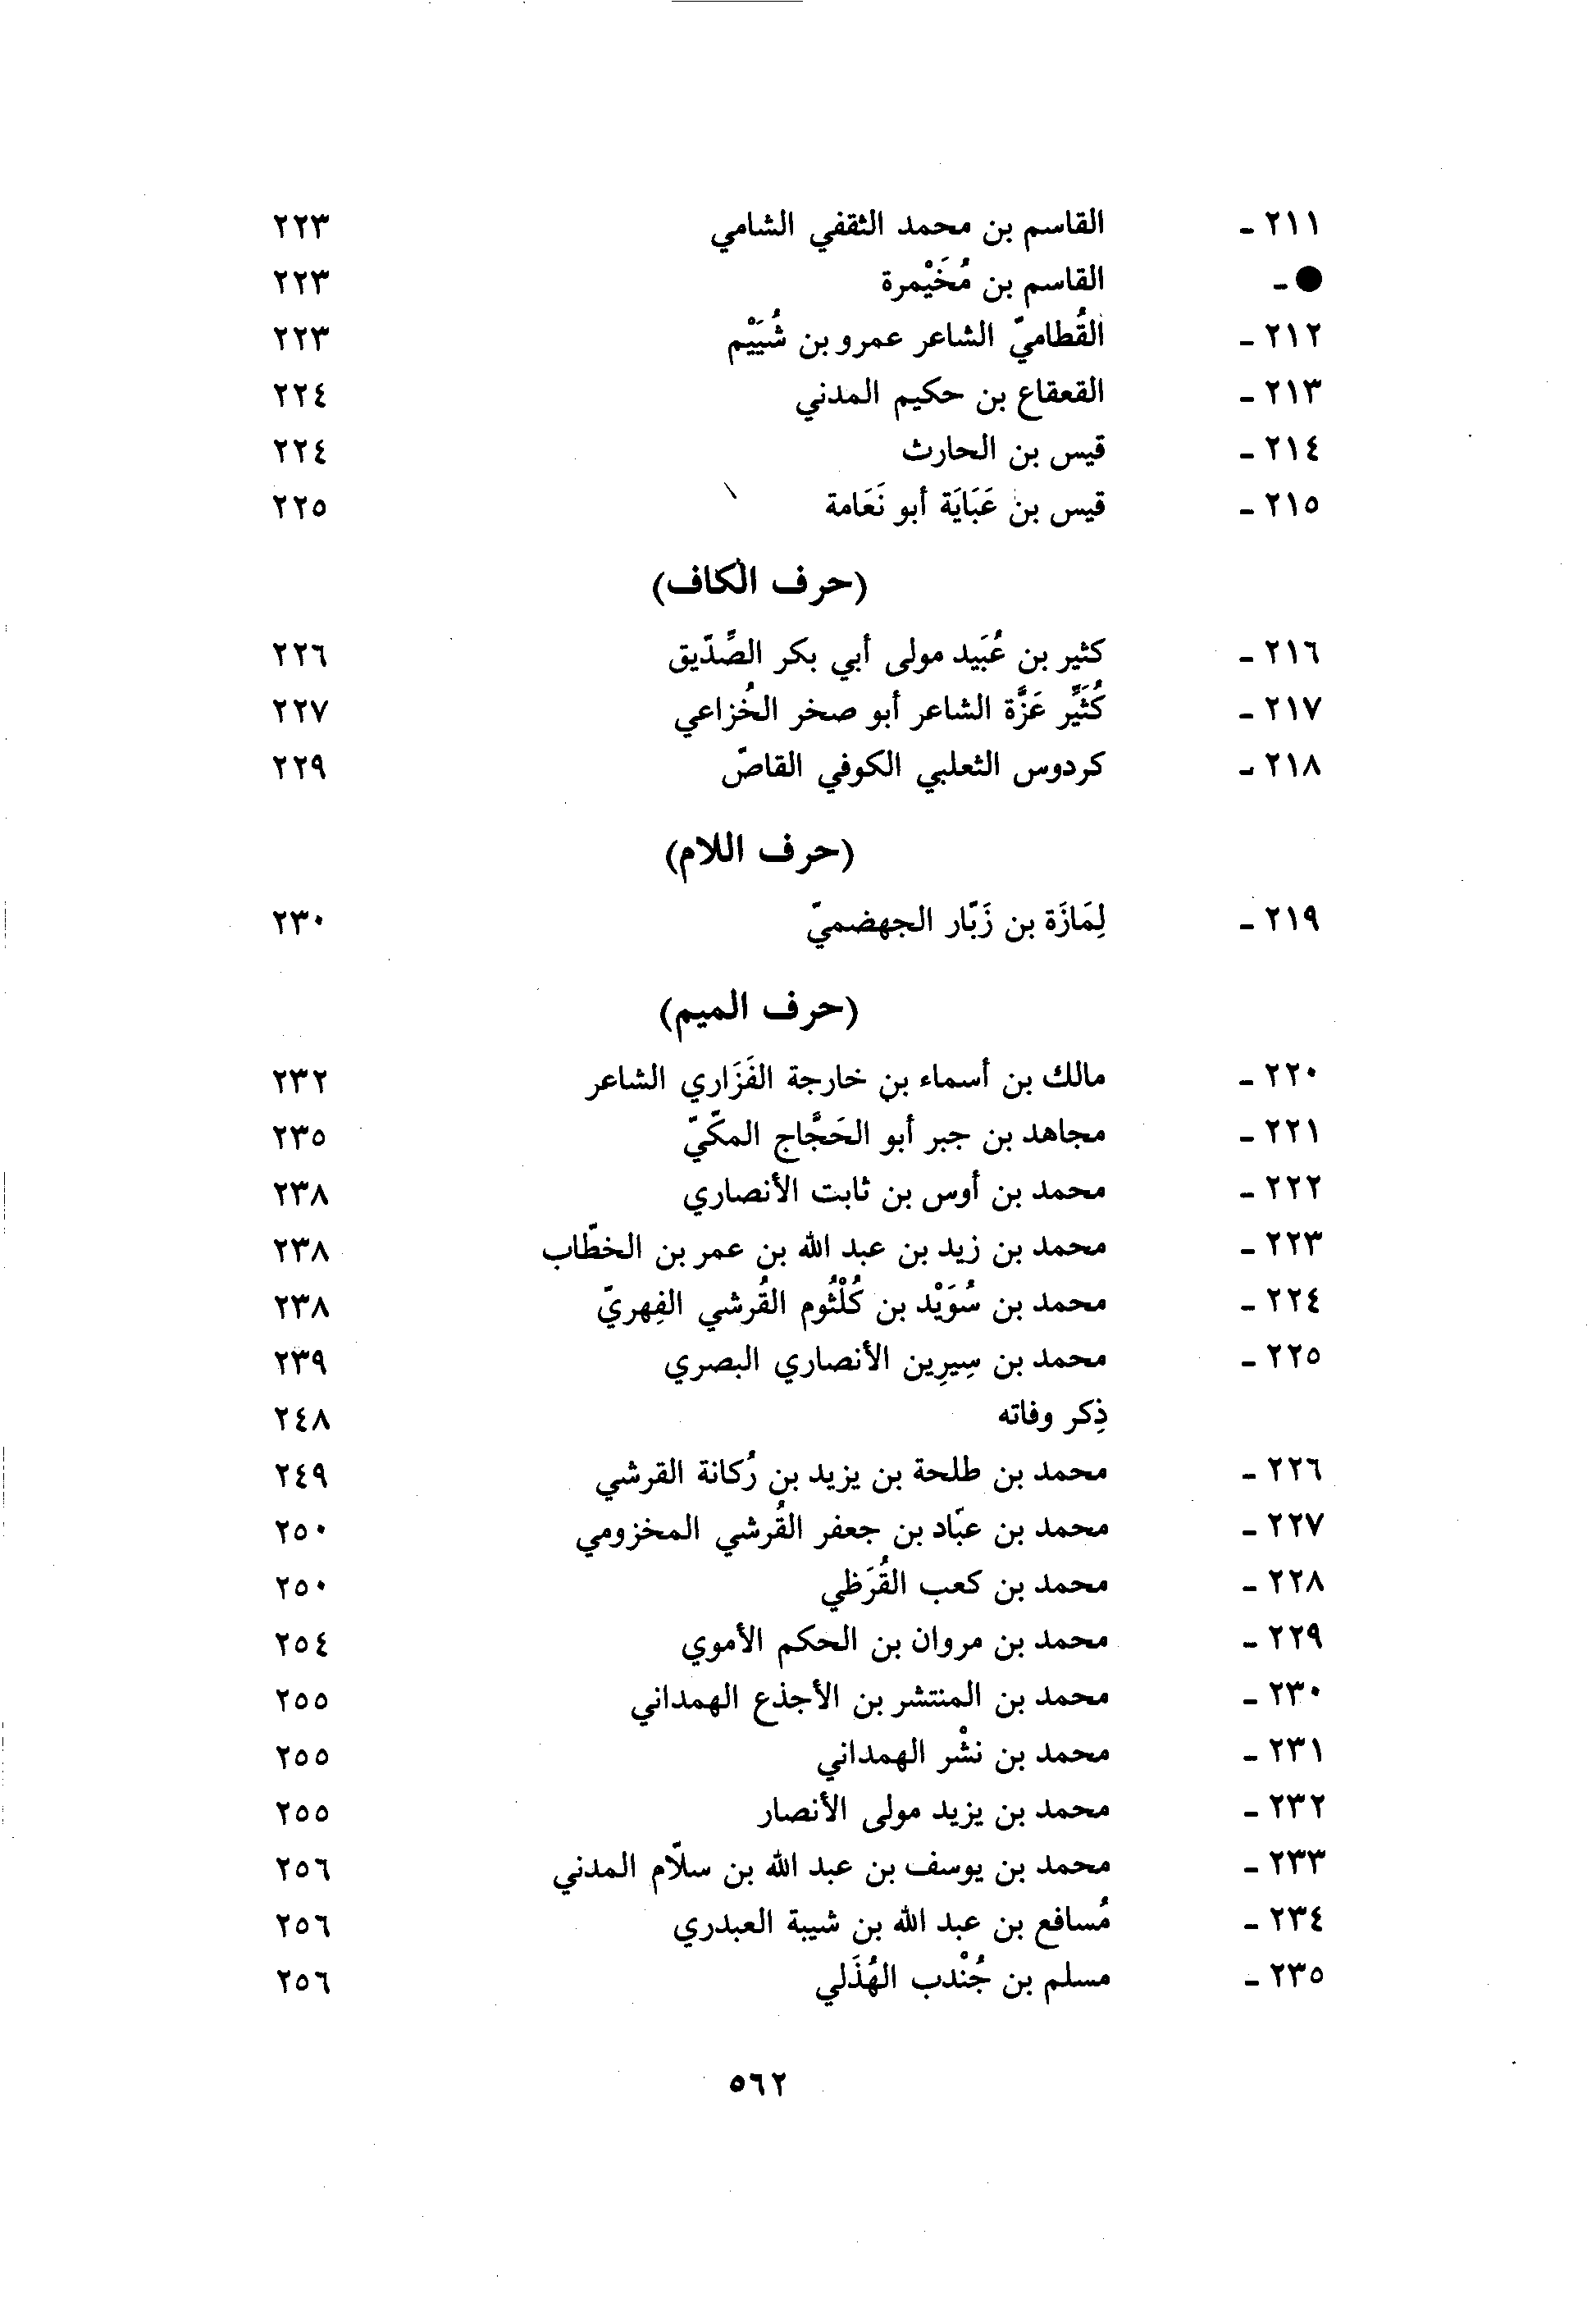 ٢١١ - القاسم بن محمد الثقفي الشامي ٢٢٣
● - القاسم بن مُخَيْمرة ٢٢٣
٢١٢ - القُطاميّ الشاعر عمرو بن شُيَيْم ٢٢٣
٢١٣ - القعقاع بن حكيم المدني ٢٢٤
٢١٤ - قيس بن الحارث ٢٢٤
٢١٥ - قيس بن عَبَايَة أبو نَعَامة ٢٢٥
(حرف الكاف)
٢١٦ - كثير بن عُبَيد مولى أبي بكر الصِّدّيق ٢٢٦
٢١٧ - كُثَيِّر عَزَّة الشاعر أبو صخر الخُزاعي ٢٢٧
٢١٨ - كردوس الثعلبي الكوفي القاصّ ٢٢٩
(حرف اللام)
٢١٩ - لِمَازَة بن زَبّار الجهضميّ ٢٣٠
(حرف الميم)
٢٢٠ - مالك بن أسماء بن خارجة الفَزَاري الشاعر ٢٣٢
٢٢١ - مجاهد بن جبر أبو الحَجَّاج المكّيّ ٢٣٥
٢٢٢ - محمد بن أوس بن ثابت الأنصاري ٢٣٨
٢٢٣ - محمد بن زيد بن عبد الله بن عمر بن الخطّاب ٢٣٨
٢٢٤ - محمد بن سُوَيْد بن كُلْثُوم القُرشي الفِهريّ ٢٣٨
٢٢٥ - محمد بن سِيرِين الأنصاري البصري ٢٣٩
ذِكر وفاته ٢٤٨
٢٢٦ - محمد بن طلحة بن يزيد بن رُكانة القرشي ٢٤٩
٢٢٧ - محمد بن عبّاد بن جعفر القُرشي المخزومي ٢٥٠
٢٢٨ - محمد بن كعب القُرَظي ٢٥٠
٢٢٩ - محمد بن مروان بن الحكم الأموي ٢٥٤
٢٣٠ - محمد بن المنتشر بن الأجذع الهمداني ٢٥٥
٢٣١ - محمد بن نشْر الهمداني ٢٥٥
٢٣٢ - محمد بن يزيد مولى الأنصار ٢٥٥
٢٣٣ - محمد بن يوسف بن عبد الله بن سلّام المدني ٢٥٦
٢٣٤ - مُسافع بن عبد الله بن شيبة العبدري ٢٥٦
٢٣٥ - مسلم بن جُنْدب الهُذَلي ٢٥٦
٥٦٢